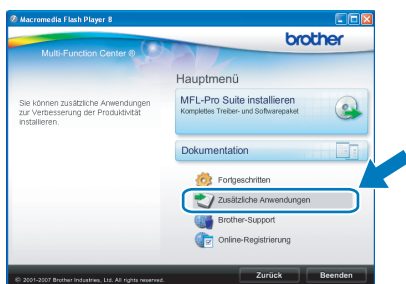 Macromedia Flash Player 8
brother
Multi-Function Center ®
Hauptmenü
Sie können zusätzliche Anwendungen
zur Verbesserung der Produktivität
installieren.
MFL-Pro Suite installieren
Komplettes Treiber- und Softwarepaket
Dokumentation
Fortgeschritten
Zusätzliche Anwendungen
Brother-Support
Online-Registrierung
© 2001-2007 Brother Industries, Ltd. All rights reserved.
Zurück
Beenden